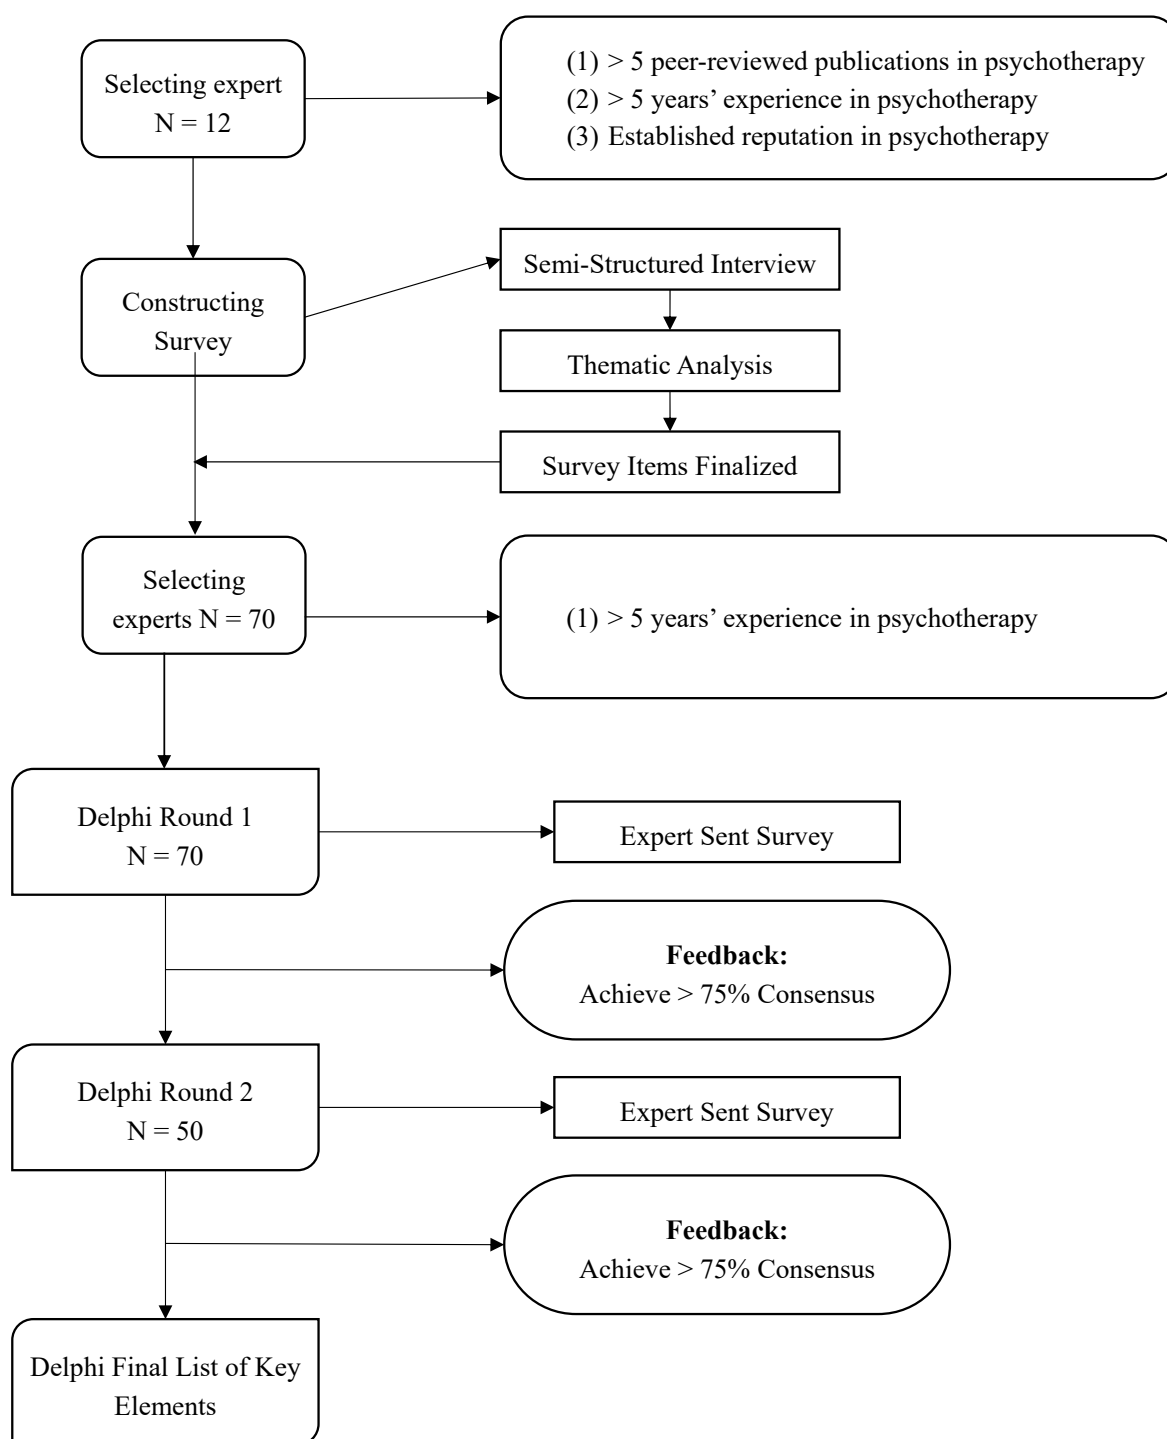 Selecting expert
N = 12
(1) > 5 peer-reviewed publications in psychotherapy
(2) > 5 years’ experience in psychotherapy
(3) Established reputation in psychotherapy
Constructing
Survey
Semi-Structured Interview
Thematic Analysis
Survey Items Finalized
Selecting
experts N = 70
(1) > 5 years’ experience in psychotherapy
Delphi Round 1
N = 70
Expert Sent Survey
Feedback:
Achieve > 75% Consensus
Delphi Round 2
N = 50
Expert Sent Survey
Feedback:
Achieve > 75% Consensus
Delphi Final List of Key
Elements